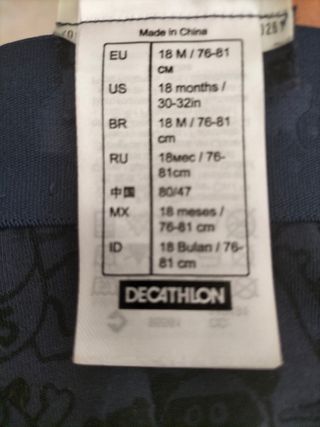 Made in China
EU 18 M / 76-81
CM
US 18 months /
30-32in
BR 18 M / 76-81
cm
RU 18мес / 76-
81cm
中国 80/47
MX 18 meses /
76-81 cm
ID 18 Bulan / 76-
81 cm
DECATHLON